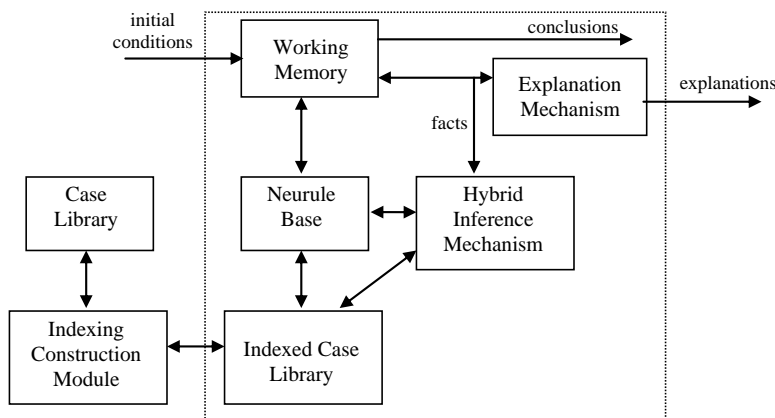 initial
conditions
Working
Memory
conclusions
Explanation
Mechanism
explanations
facts
Case
Library
Neurule
Base
Hybrid
Inference
Mechanism
Indexing
Construction
Module
Indexed Case
Library